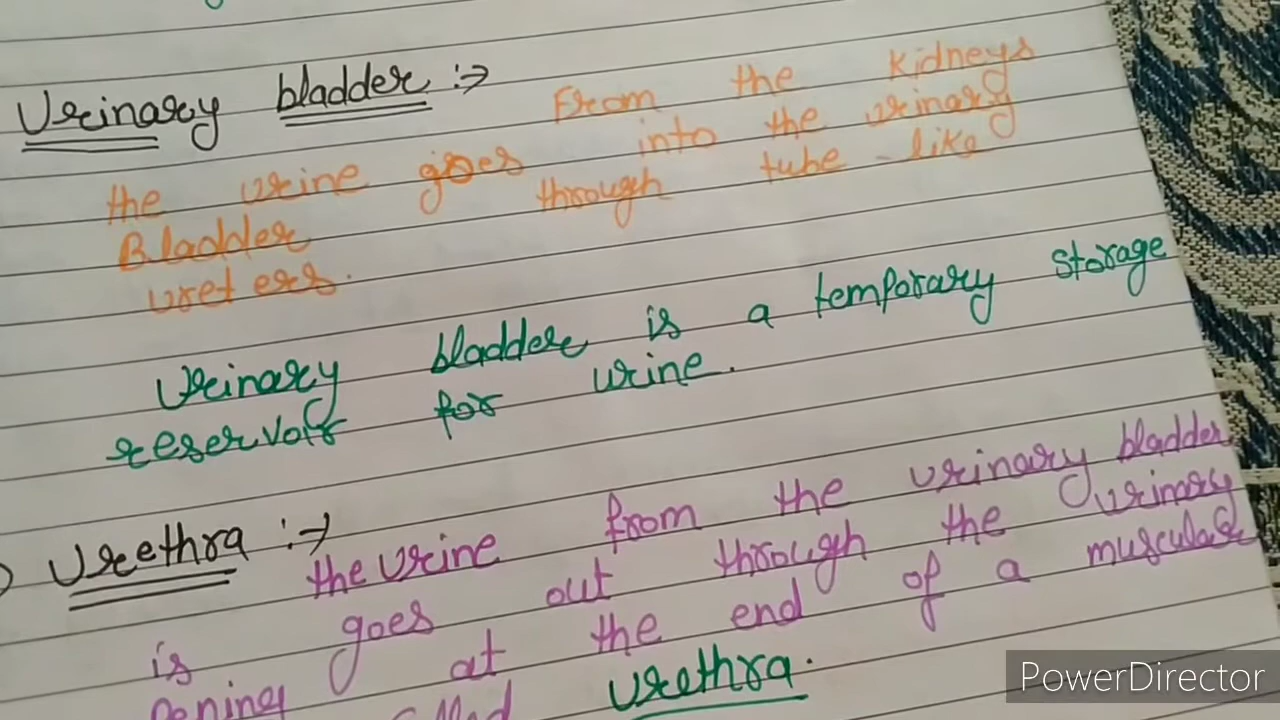 Urinary bladder :→ From the kidneys
the urine goes into the urinary
Bladder through tube-like
ureters.
Urinary bladder is a temporary storage
reservoir for urine.
Urethra :→ the urine from the urinary bladder
is goes out through the urinary
at the end of a muscular
Urethra.
PowerDirector